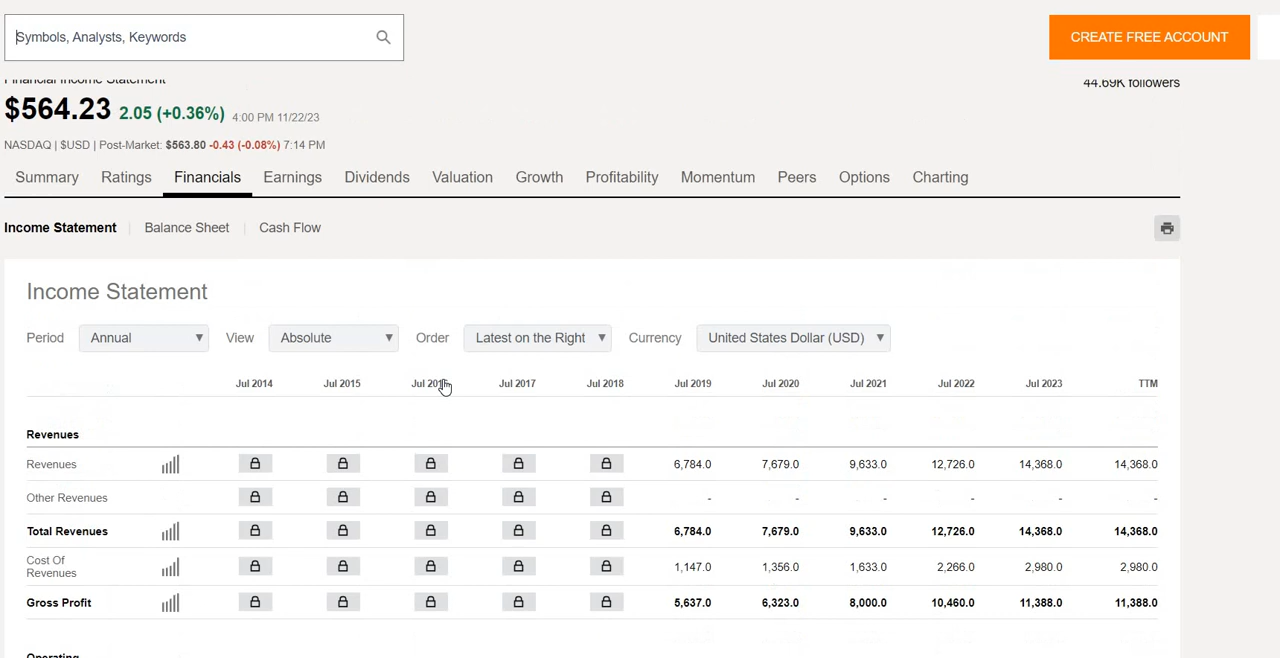 Symbols, Analysts, Keywords
CREATE FREE ACCOUNT
Financial Income Statement
44.69K followers
$564.23 2.05 (+0.36%) 4:00 PM 11/22/23
NASDAQ | $USD | Post-Market: $563.80 -0.43 (-0.08%) 7:14 PM
Summary Ratings Financials Earnings Dividends Valuation Growth Profitability Momentum Peers Options Charting
Income Statement Balance Sheet Cash Flow
Income Statement
Period Annual View Absolute Order Latest on the Right Currency United States Dollar (USD)
Jul 2014 Jul 2015 Jul 2016 Jul 2017 Jul 2018 Jul 2019 Jul 2020 Jul 2021 Jul 2022 Jul 2023 TTM
Revenues
Revenues 6,784.0 7,679.0 9,633.0 12,726.0 14,368.0 14,368.0
Other Revenues - - - - - -
Total Revenues 6,784.0 7,679.0 9,633.0 12,726.0 14,368.0 14,368.0
Cost Of
Revenues 1,147.0 1,356.0 1,633.0 2,266.0 2,980.0 2,980.0
Gross Profit 5,637.0 6,323.0 8,000.0 10,460.0 11,388.0 11,388.0
Operating